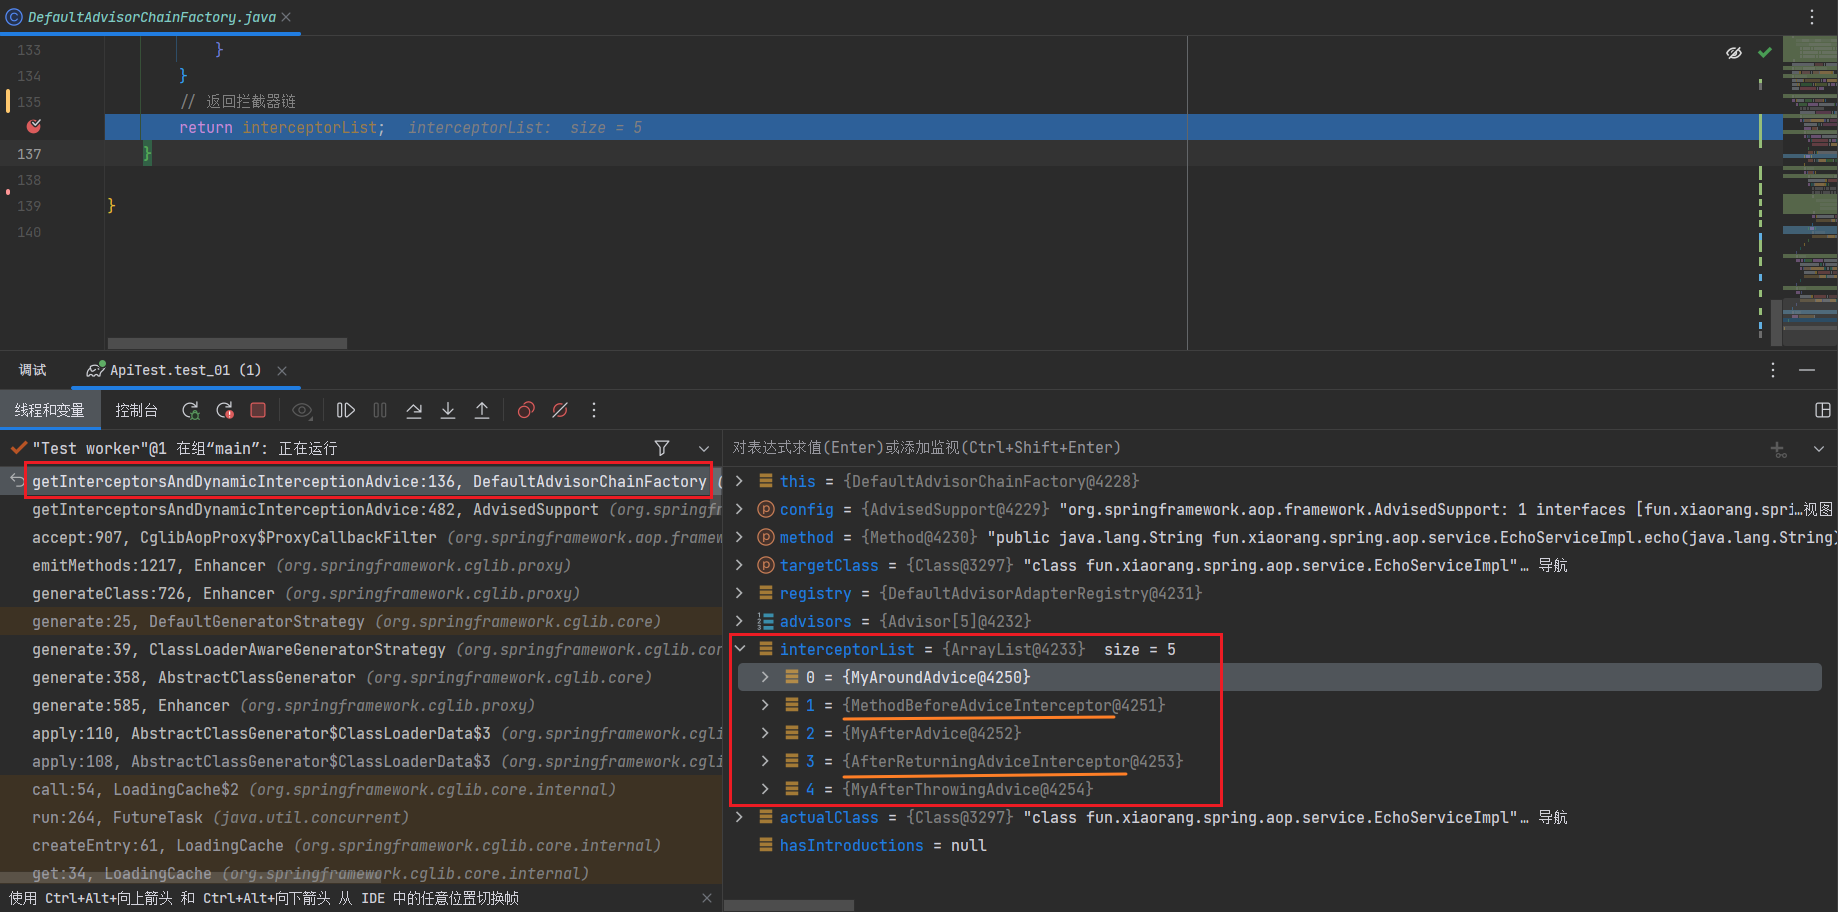 DefaultAdvisorChainFactory.java
133 }
134 }
135 // 返回拦截器链
return interceptorList; interceptorList: size = 5
137 }
138
139 }
140
调试 ApiTest.test_01 (1)
线程和变量 控制台
"Test worker"@1 在组“main”: 正在运行
getInterceptorsAndDynamicInterceptionAdvice:136, DefaultAdvisorChainFactory (
getInterceptorsAndDynamicInterceptionAdvice:482, AdvisedSupport (org.springfr
accept:907, CglibAopProxy$ProxyCallbackFilter (org.springframework.aop.framew
emitMethods:1217, Enhancer (org.springframework.cglib.proxy)
generateClass:726, Enhancer (org.springframework.cglib.proxy)
generate:25, DefaultGeneratorStrategy (org.springframework.cglib.core)
generate:39, ClassLoaderAwareGeneratorStrategy (org.springframework.cglib.cor
generate:358, AbstractClassGenerator (org.springframework.cglib.core)
generate:585, Enhancer (org.springframework.cglib.proxy)
apply:110, AbstractClassGenerator$ClassLoaderData$3 (org.springframework.cgli
apply:108, AbstractClassGenerator$ClassLoaderData$3 (org.springframework.cgli
call:54, LoadingCache$2 (org.springframework.cglib.core.internal)
run:264, FutureTask (java.util.concurrent)
createEntry:61, LoadingCache (org.springframework.cglib.core.internal)
get:34, LoadingCache (org.springframework.cglib.core.internal)
使用 Ctrl+Alt+向上箭头 和 Ctrl+Alt+向下箭头 从 IDE 中的任意位置切换帧
对表达式求值(Enter)或添加监视(Ctrl+Shift+Enter)
this = {DefaultAdvisorChainFactory@4228}
config = {AdvisedSupport@4229} "org.springframework.aop.framework.AdvisedSupport: 1 interfaces [fun.xiaorang.spri…视图
method = {Method@4230} "public java.lang.String fun.xiaorang.spring.aop.service.EchoServiceImpl.echo(java.lang.String)
targetClass = {Class@3297} "class fun.xiaorang.spring.aop.service.EchoServiceImpl"… 导航
registry = {DefaultAdvisorAdapterRegistry@4231}
advisors = {Advisor[5]@4232}
interceptorList = {ArrayList@4233} size = 5
0 = {MyAroundAdvice@4250}
1 = {MethodBeforeAdviceInterceptor@4251}
2 = {MyAfterAdvice@4252}
3 = {AfterReturningAdviceInterceptor@4253}
4 = {MyAfterThrowingAdvice@4254}
actualClass = {Class@3297} "class fun.xiaorang.spring.aop.service.EchoServiceImpl"… 导航
hasIntroductions = null